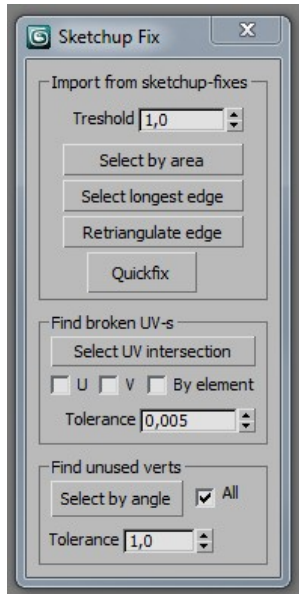 Sketchup Fix
Import from sketchup-fixes
Treshold 1,0
Select by area
Select longest edge
Retriangulate edge
Quickfix
Find broken UV-s
Select UV intersection
U V By element
Tolerance 0,005
Find unused verts
Select by angle All
Tolerance 1,0